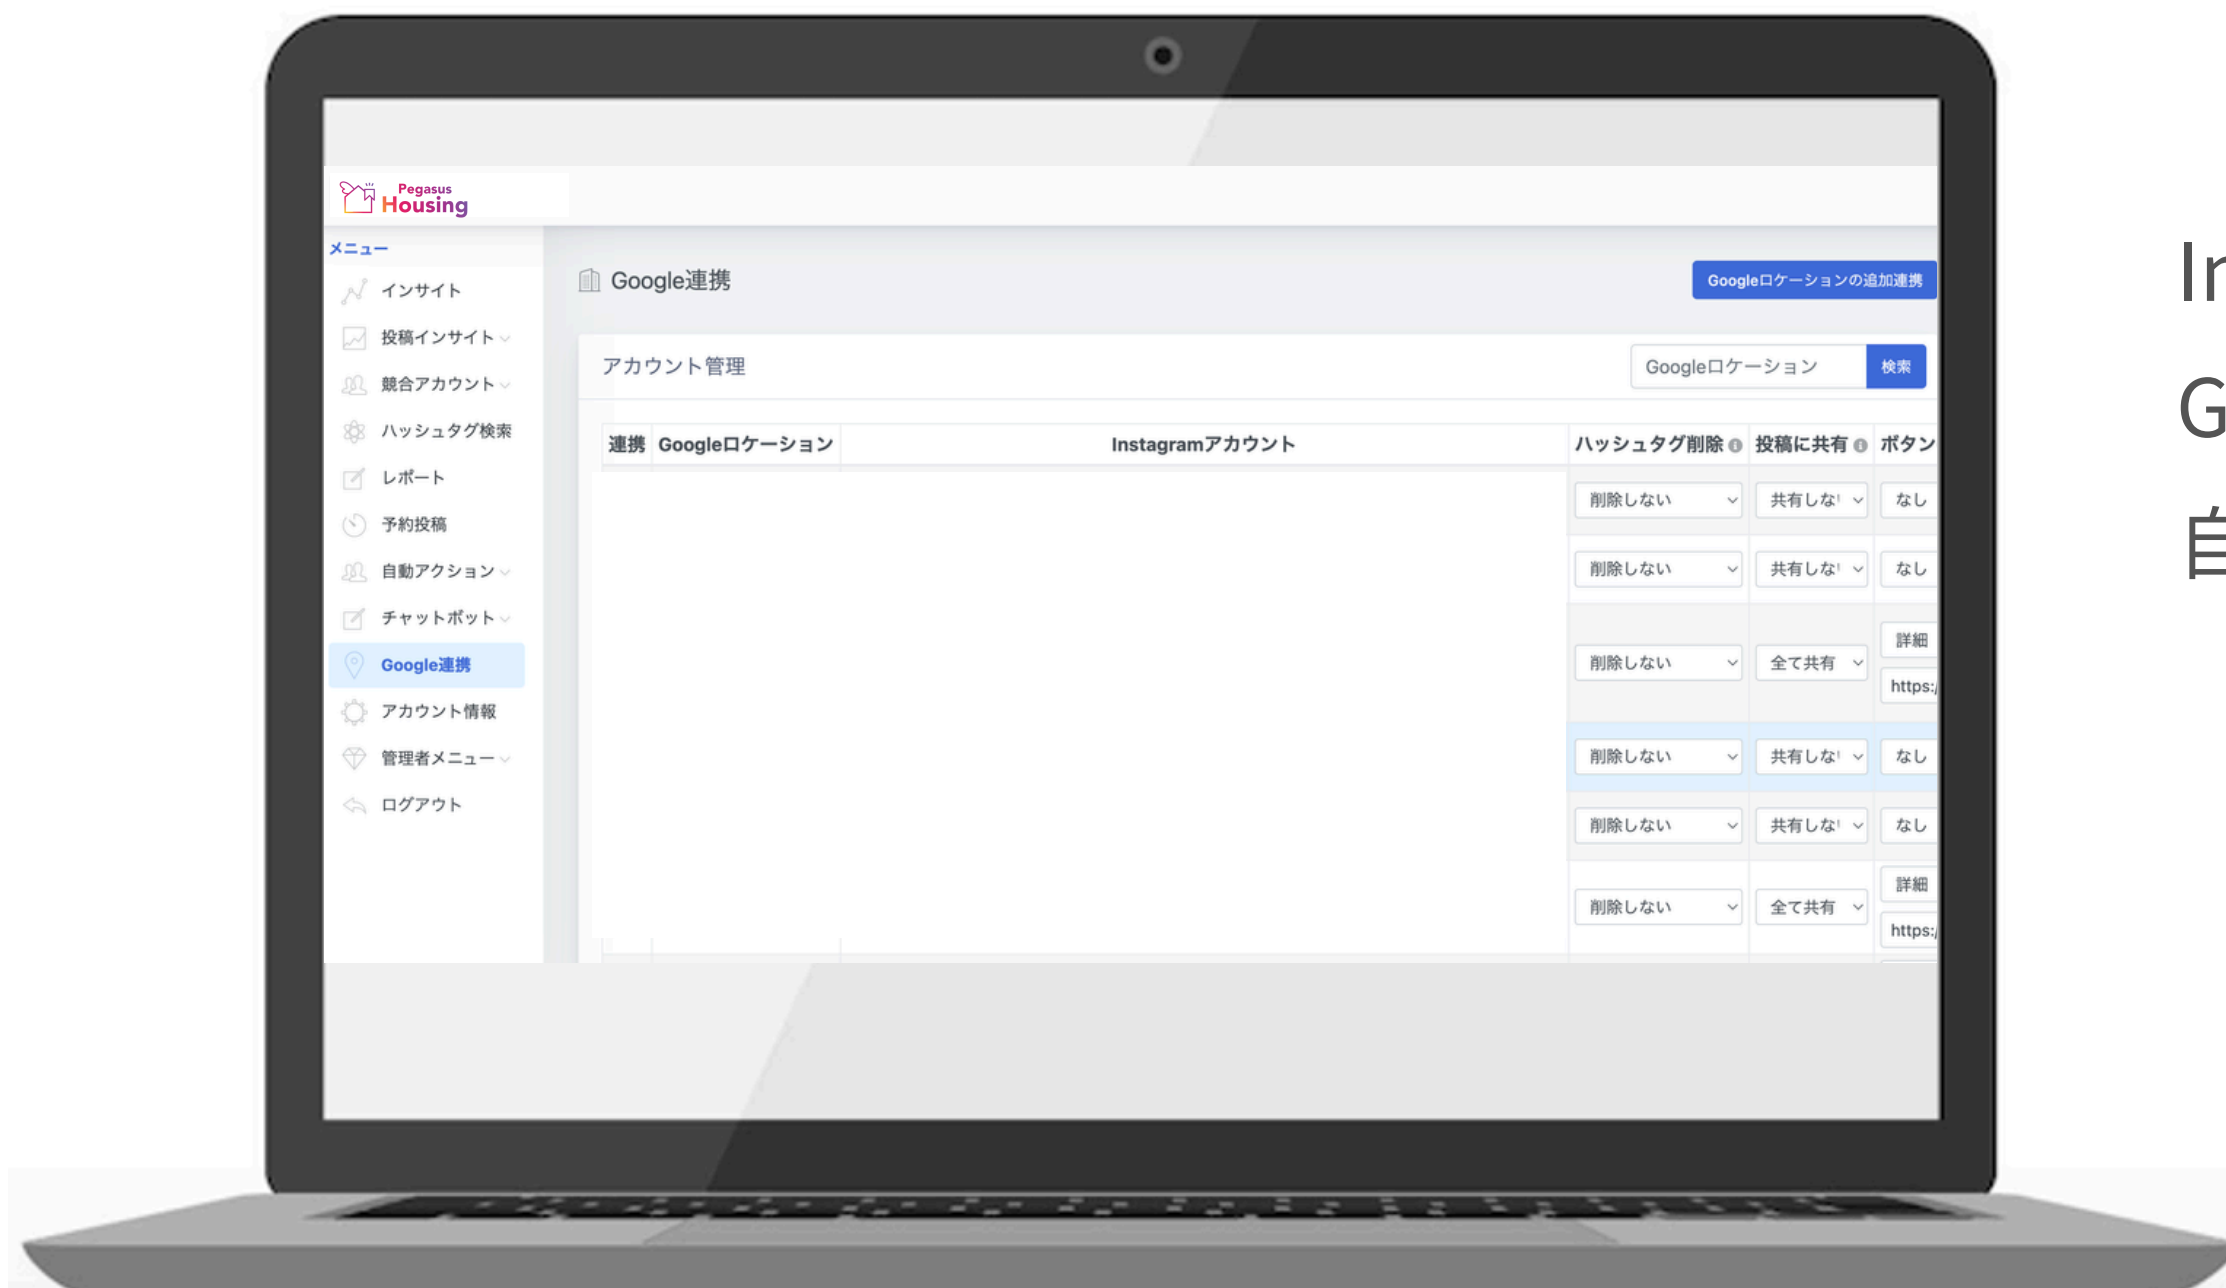 Pegasus
Housing
メニュー
インサイト
投稿インサイト
競合アカウント
ハッシュタグ検索
レポート
予約投稿
自動アクション
チャットボット
Google連携
アカウント情報
管理者メニュー
ログアウト
Google連携
Googleロケーションの追加連携
アカウント管理
Googleロケーション 検索
連携 Googleロケーション Instagramアカウント ハッシュタグ削除 投稿に共有 ボタン
削除しない 共有しな なし
削除しない 共有しな なし
削除しない 全て共有 詳細
https:/
削除しない 共有しな なし
削除しない 共有しな なし
削除しない 全て共有 詳細
https:/
In
G
自